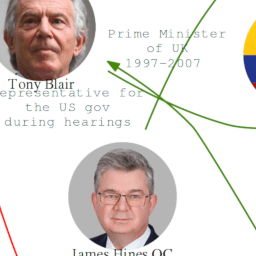 Prime Minister
of UK
1997-2007
Tony Blair
epresentative for
the US gov
during hearings
James Hines QC